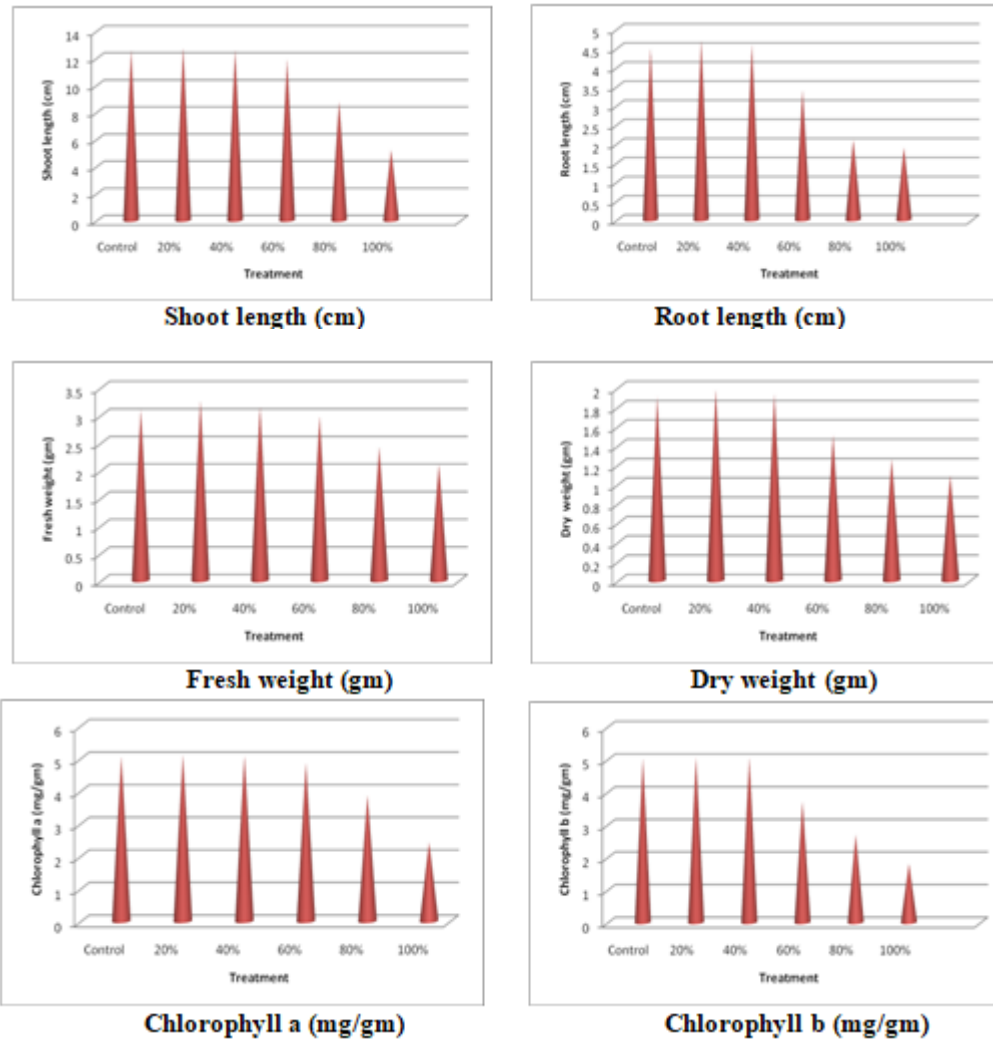 14
12
10
8
6
4
2
0
Shoot length (cm)
Control 20% 40% 60% 80% 100%
Treatment
Shoot length (cm)
5
4.5
4
3.5
3
2.5
2
1.5
1
0.5
0
Root length (cm)
Control 20% 40% 60% 80% 100%
Treatment
Root length (cm)
3.5
3
2.5
2
1.5
1
0.5
0
Fresh weight (gm)
Control 20% 40% 60% 80% 100%
Treatment
Fresh weight (gm)
2
1.8
1.6
1.4
1.2
1
0.8
0.6
0.4
0.2
0
Dry weight (gm)
Control 20% 40% 60% 80% 100%
Treatment
Dry weight (gm)
6
5
4
3
2
1
0
Chlorophyll a (mg/gm)
Control 20% 40% 60% 80% 100%
Treatment
Chlorophyll a (mg/gm)
6
5
4
3
2
1
0
Chlorophyll b (mg/gm)
Control 20% 40% 60% 80% 100%
Treatment
Chlorophyll b (mg/gm)